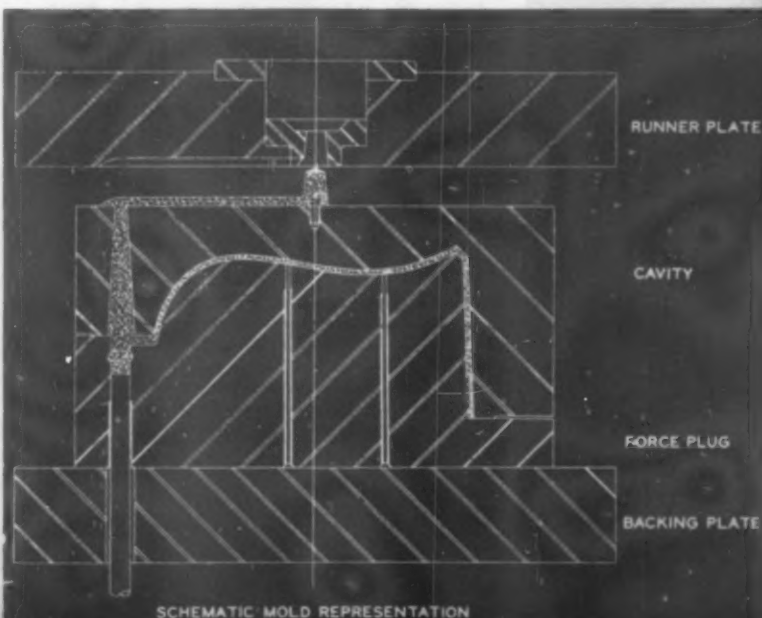 RUNNER PLATE
CAVITY
FORCE PLUG
BACKING PLATE
SCHEMATIC MOLD REPRESENTATION